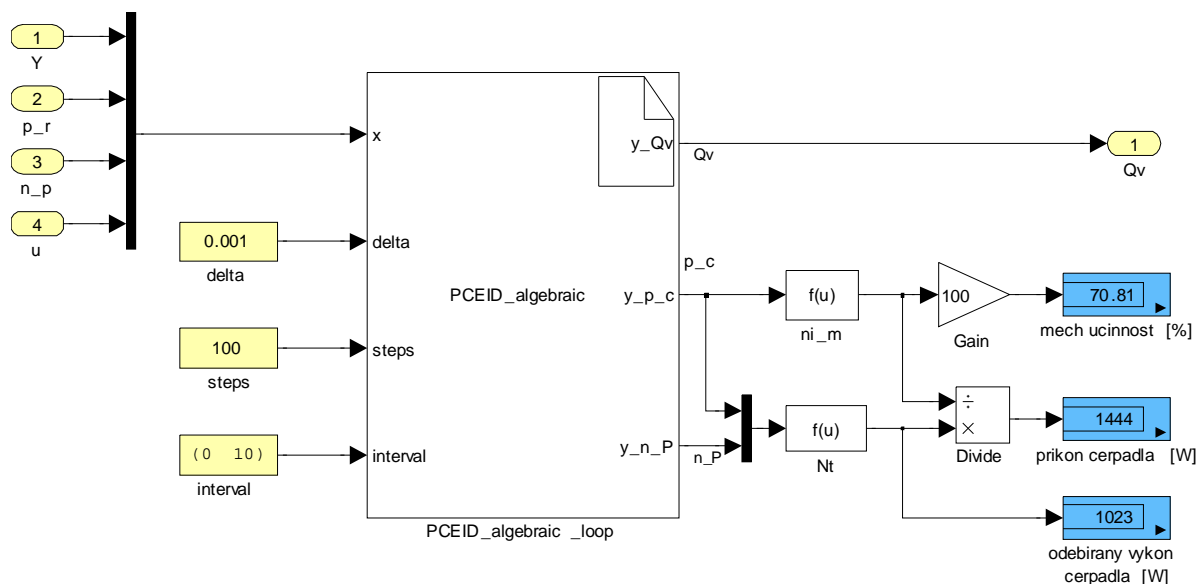 1
Y
2
p_r
3
n_p
4
u
0.001
delta
100
steps
(0 10)
interval
x
delta
steps
interval
PCEID_algebraic
y_Qv
y_p_c
y_n_P
PCEID_algebraic _loop
Qv
1
Qv
p_c
n_P
f(u)
ni_m
100
Gain
70.81
mech ucinnost [%]
f(u)
Nt
÷
×
Divide
1444
prikon cerpadla [W]
1023
odebirany vykon
cerpadla [W]